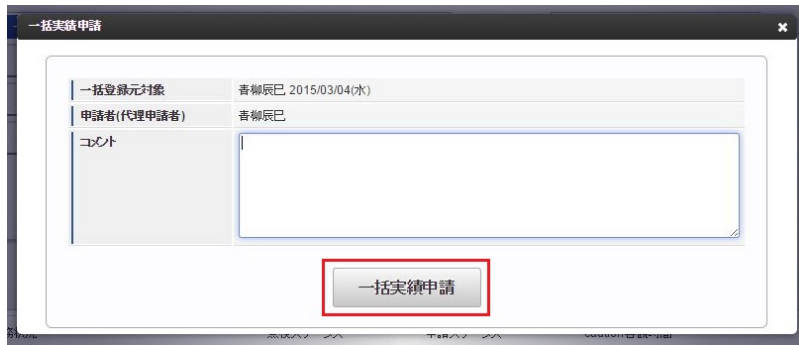 一括実績申請
一括登録元対象 青柳辰巳 2015/03/04(水)
申請者(代理申請者) 青柳辰巳
コメント
一括実績申請